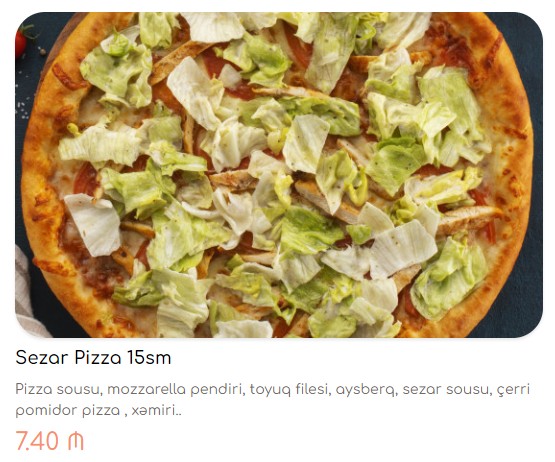 Sezar Pizza 15sm
Pizza sousu, mozzarella pendiri, toyuq filesi, aysberq, sezar sousu, çerri
pomidor pizza , xəmiri..
7.40 ₼